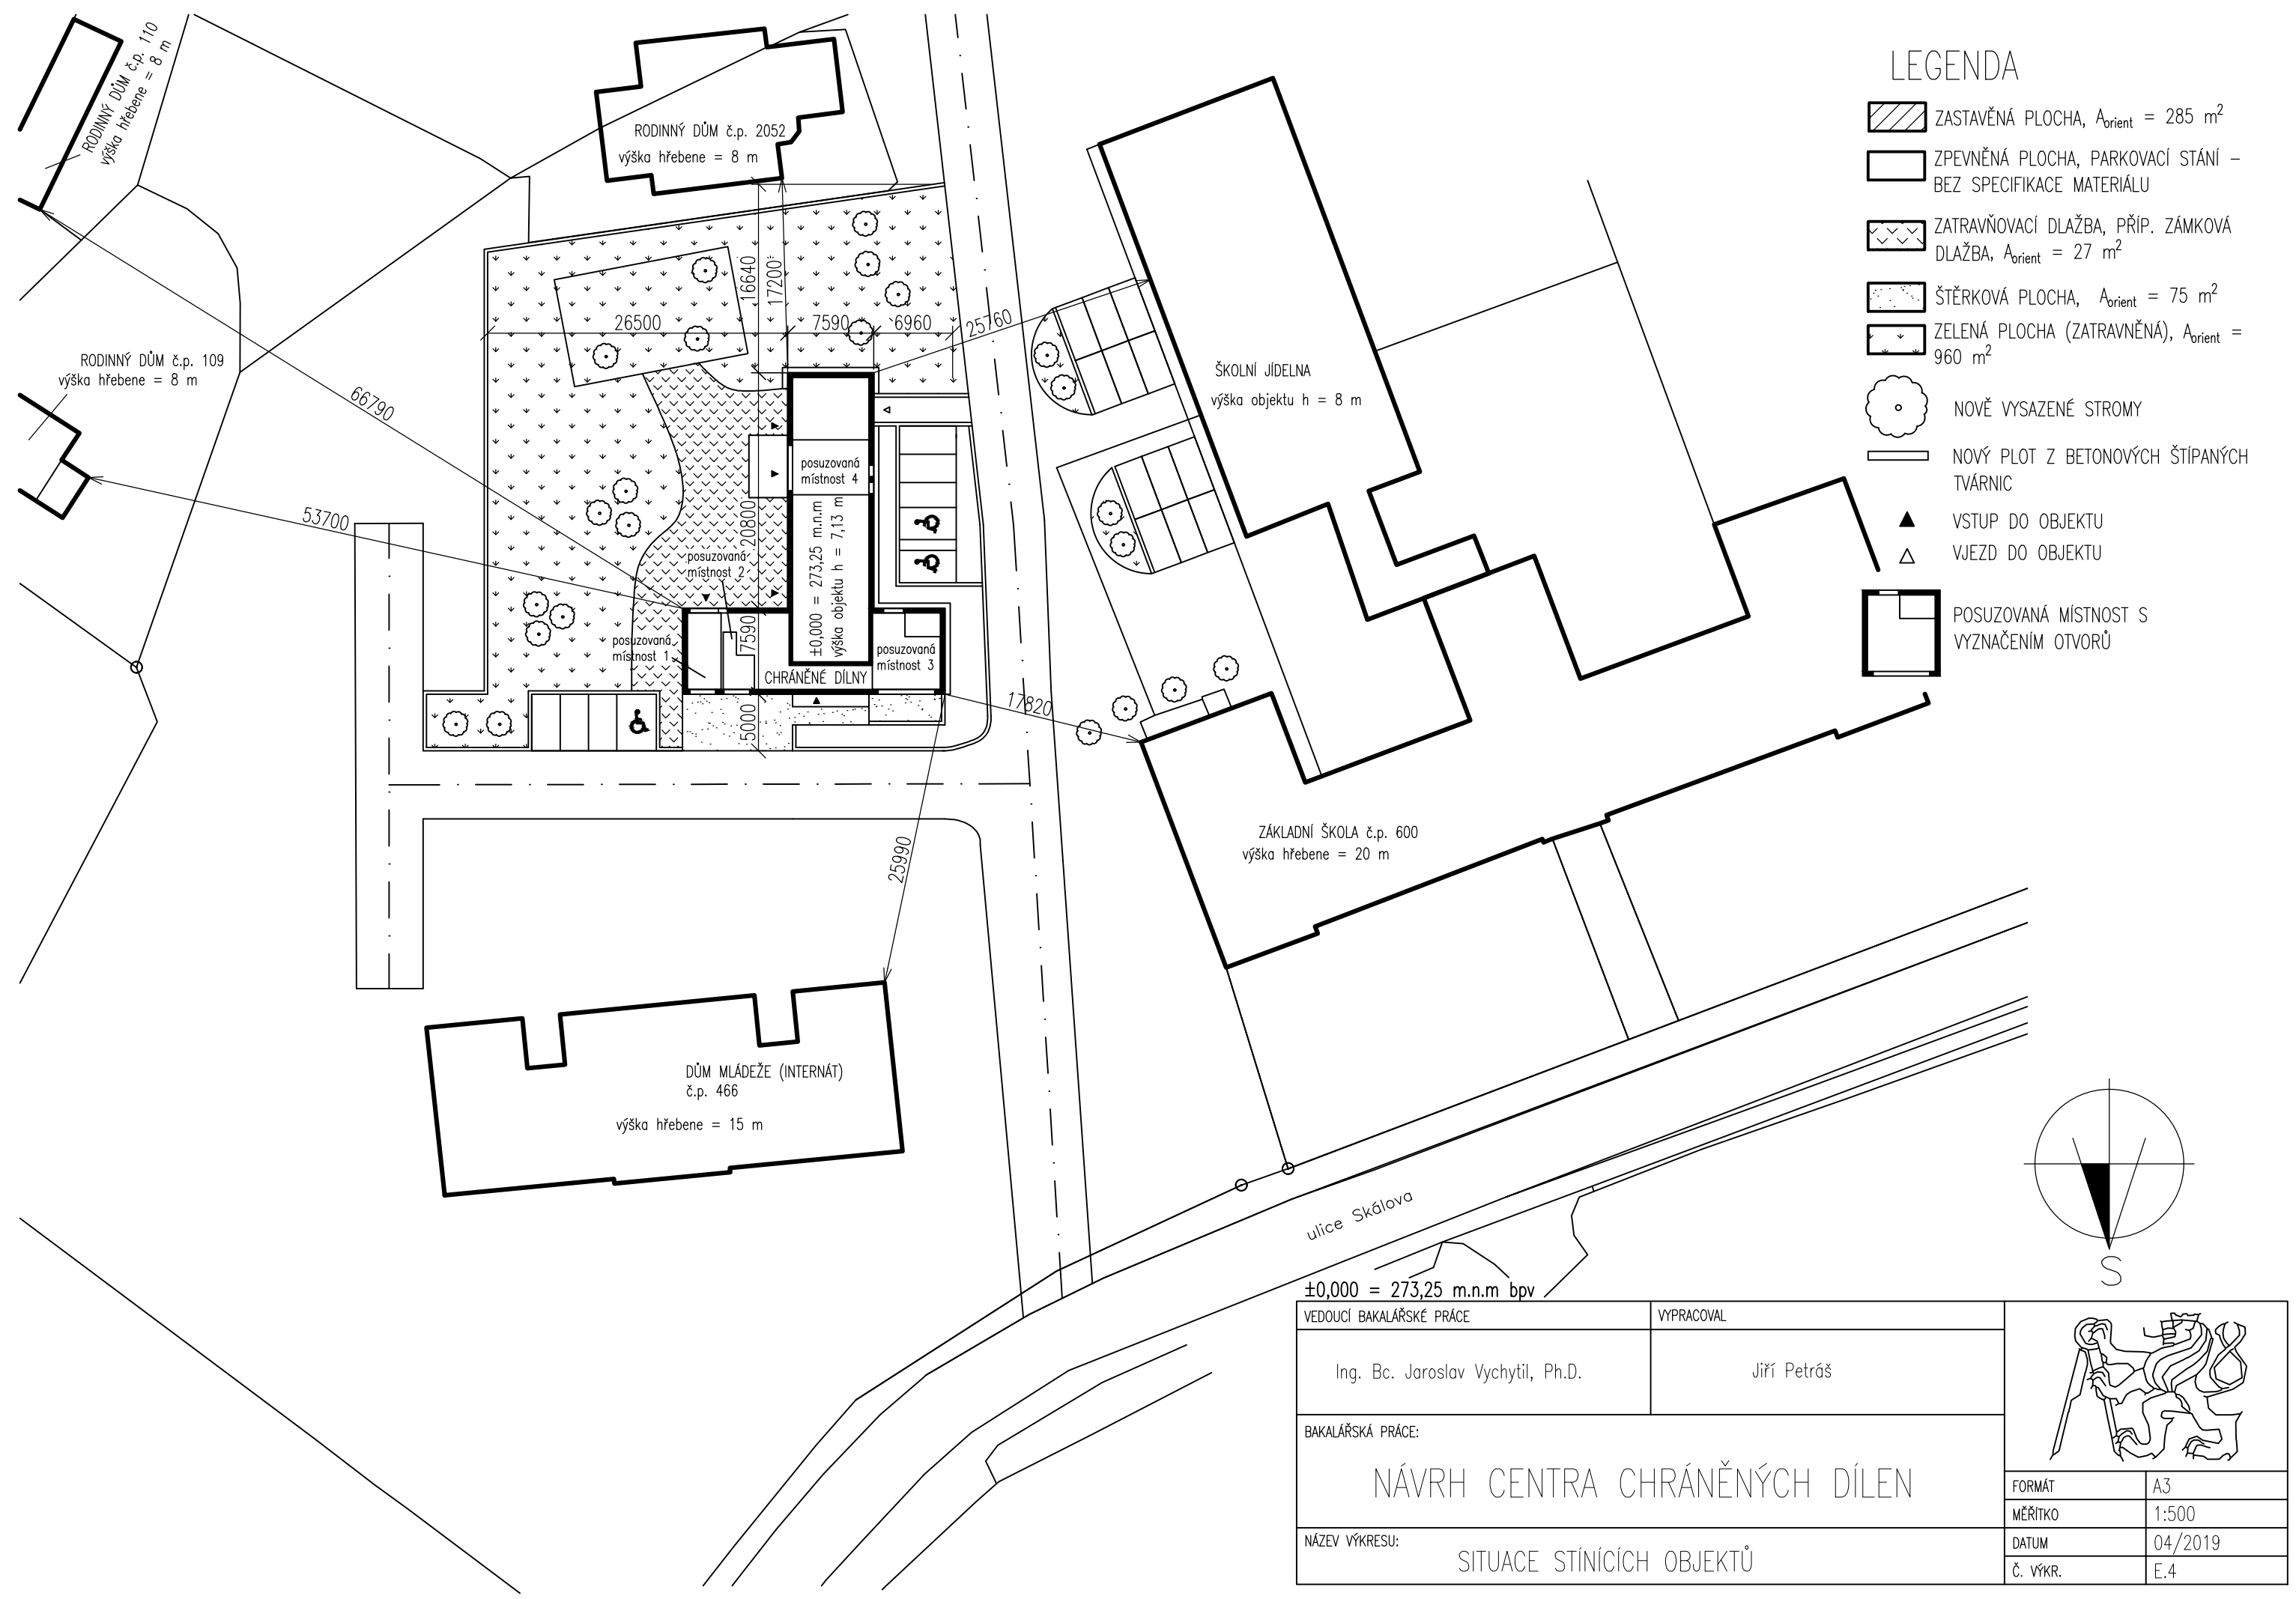 RODINNÝ DŮM č.p. 110
výška hřebene = 8 m
RODINNÝ DŮM č.p. 2052
výška hřebene = 8 m
RODINNÝ DŮM č.p. 109
výška hřebene = 8 m
16640
17200
26500
7590
6960
25760
66790
53700
posuzovaná
místnost 4
20800
±0,000 = 273,25 m.n.m
výška objektu h = 7,13 m
posuzovaná
místnost 2
7590
posuzovaná
místnost 1
posuzovaná
místnost 3
CHRÁNĚNÉ DÍLNY
5000
17820
25990
ŠKOLNÍ JÍDELNA
výška objektu h = 8 m
ZÁKLADNÍ ŠKOLA č.p. 600
výška hřebene = 20 m
DŮM MLÁDEŽE (INTERNÁT)
č.p. 466
výška hřebene = 15 m
ulice Skálova
LEGENDA
ZASTAVĚNÁ PLOCHA, Aorient = 285 m²
ZPEVNĚNÁ PLOCHA, PARKOVACÍ STÁNÍ –
BEZ SPECIFIKACE MATERIÁLU
ZATRAVŇOVACÍ DLAŽBA, PŘÍP. ZÁMKOVÁ
DLAŽBA, Aorient = 27 m²
ŠTĚRKOVÁ PLOCHA, Aorient = 75 m²
ZELENÁ PLOCHA (ZATRAVNĚNÁ), Aorient =
960 m²
NOVĚ VYSAZENÉ STROMY
NOVÝ PLOT Z BETONOVÝCH ŠTÍPANÝCH
TVÁRNIC
VSTUP DO OBJEKTU
VJEZD DO OBJEKTU
POSUZOVANÁ MÍSTNOST S
VYZNAČENÍM OTVORŮ
S
±0,000 = 273,25 m.n.m bpv
VEDOUCÍ BAKALÁŘSKÉ PRÁCE
VYPRACOVAL
Ing. Bc. Jaroslav Vychytil, Ph.D.
Jiří Petráš
BAKALÁŘSKÁ PRÁCE:
NÁVRH CENTRA CHRÁNĚNÝCH DÍLEN
NÁZEV VÝKRESU:
SITUACE STÍNÍCÍCH OBJEKTŮ
FORMÁT A3
MĚŘÍTKO 1:500
DATUM 04/2019
Č. VÝKR. E.4